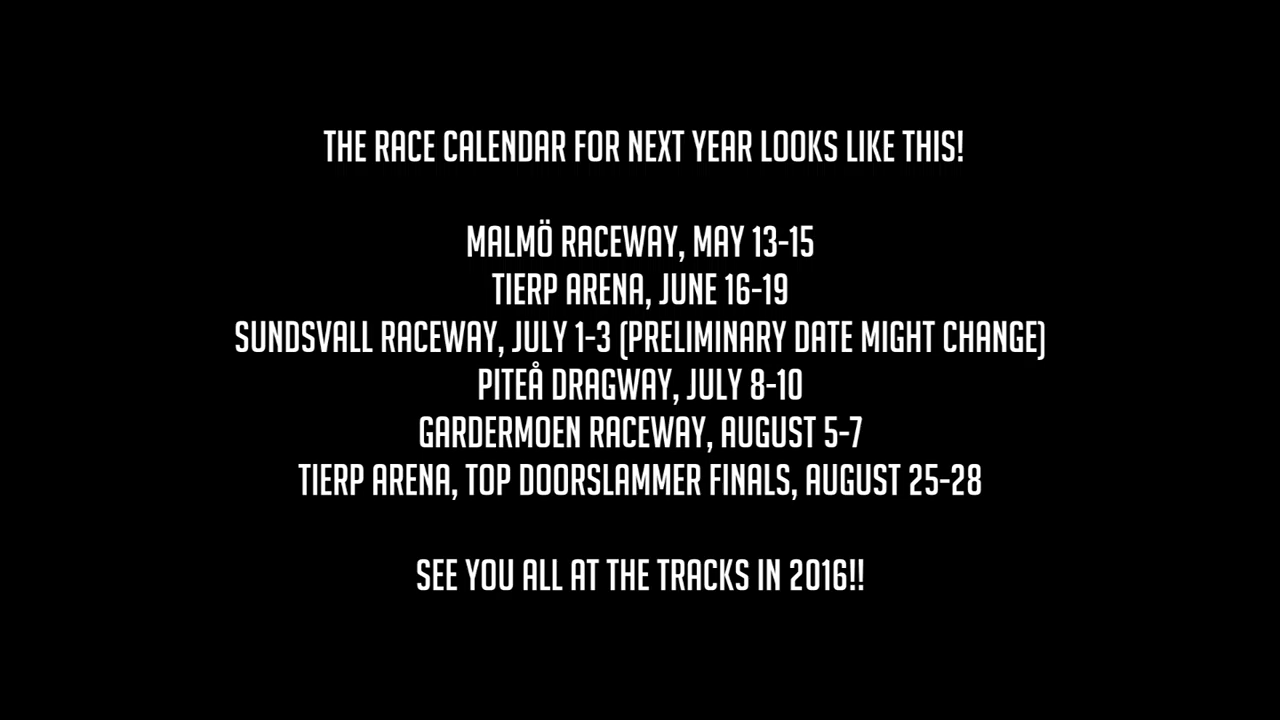 THE RACE CALENDAR FOR NEXT YEAR LOOKS LIKE THIS!
MALMÖ RACEWAY, MAY 13-15
TIERP ARENA, JUNE 16-19
SUNDSVALL RACEWAY, JULY 1-3 (PRELIMINARY DATE MIGHT CHANGE)
PITEÅ DRAGWAY, JULY 8-10
GARDERMOEN RACEWAY, AUGUST 5-7
TIERP ARENA, TOP DOORSLAMMER FINALS, AUGUST 25-28
SEE YOU ALL AT THE TRACKS IN 2016!!